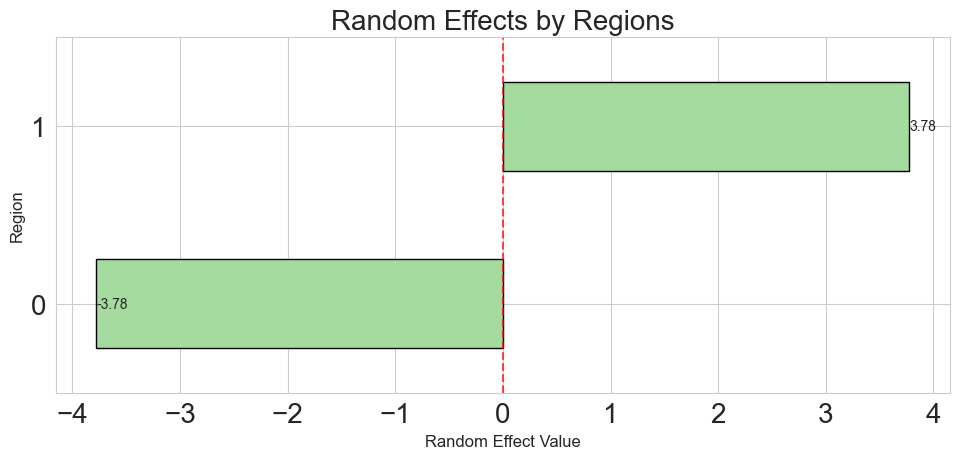 Random Effects by Regions
1
3.78
Region
-3.78
0
−4 −3 −2 −1 0 1 2 3 4
Random Effect Value